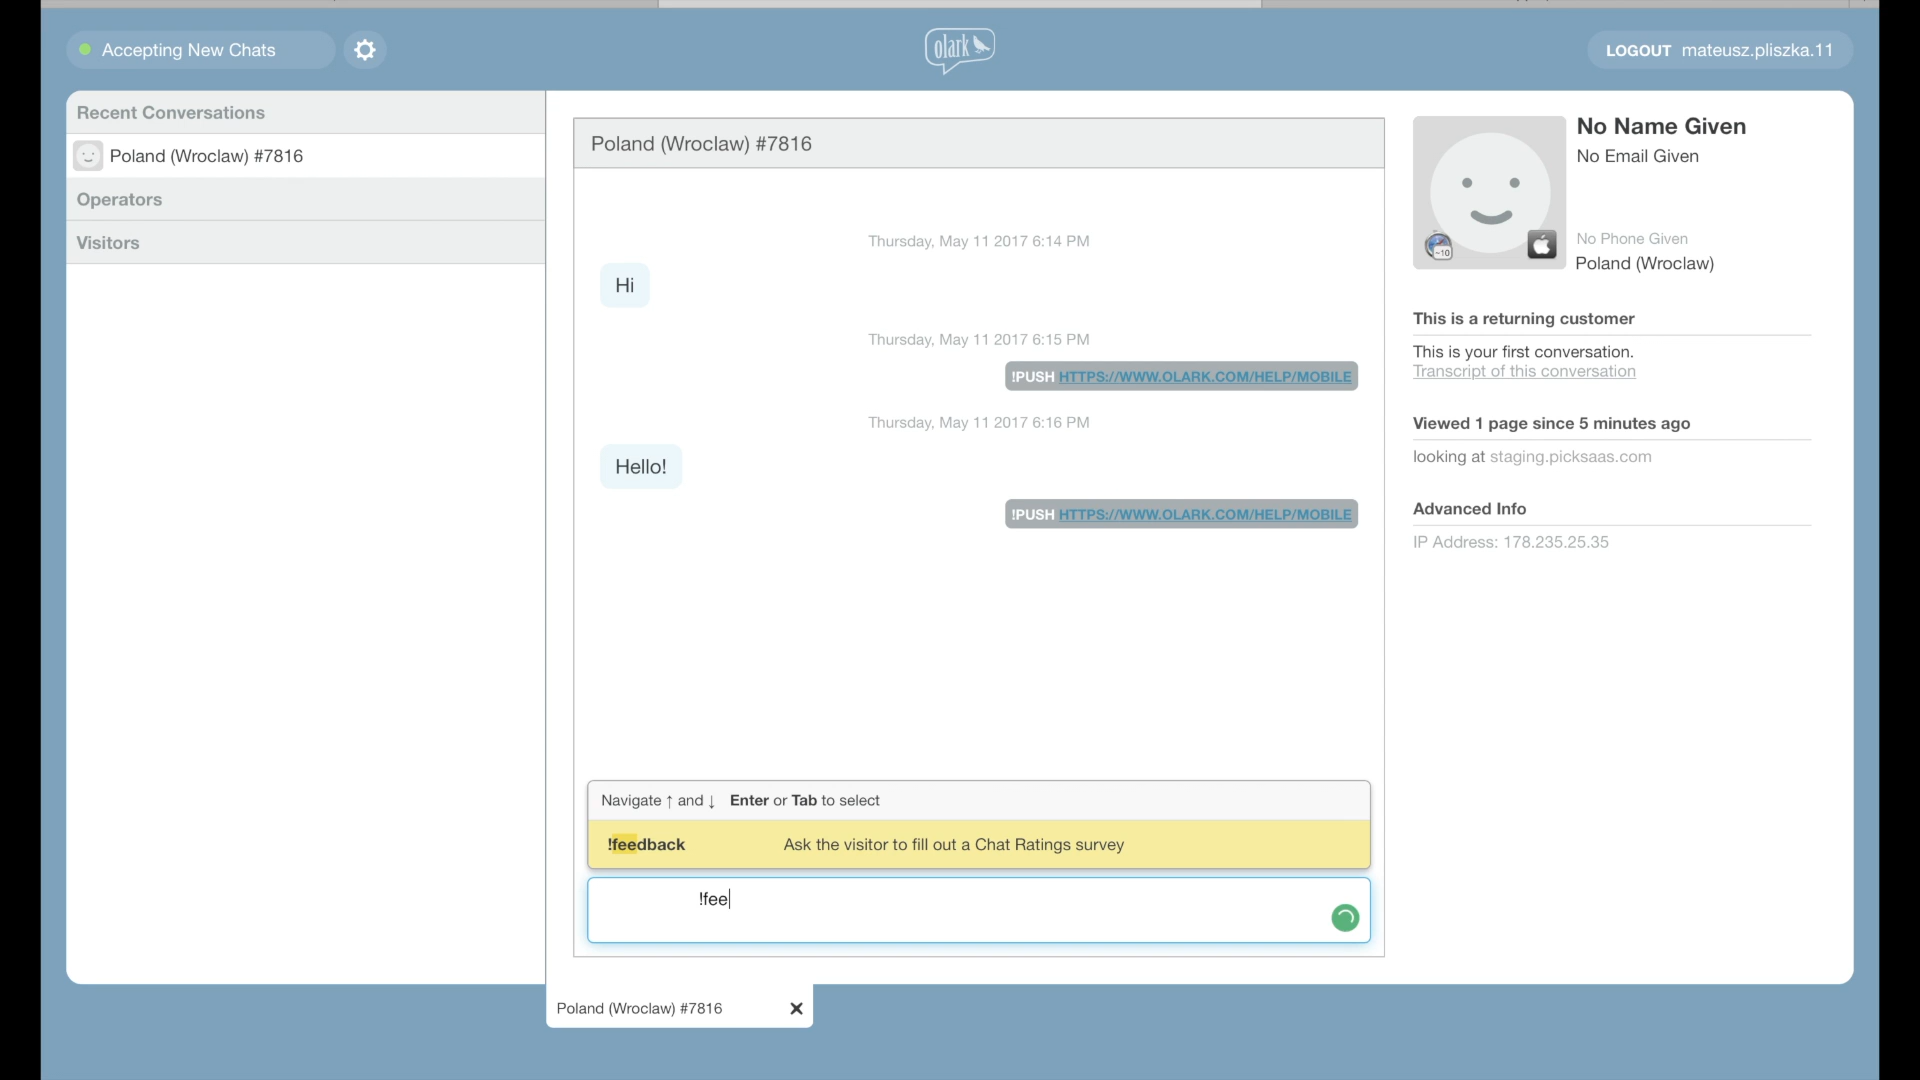 Accepting New Chats
olark
LOGOUT mateusz.pliszka.11
Recent Conversations
Poland (Wroclaw) #7816
Operators
Visitors
Poland (Wroclaw) #7816
Thursday, May 11 2017 6:14 PM
Hi
Thursday, May 11 2017 6:15 PM
!PUSH HTTPS://WWW.OLARK.COM/HELP/MOBILE
Thursday, May 11 2017 6:16 PM
Hello!
!PUSH HTTPS://WWW.OLARK.COM/HELP/MOBILE
Navigate ↑ and ↓ Enter or Tab to select
!feedback Ask the visitor to fill out a Chat Ratings survey
!fee
Poland (Wroclaw) #7816
No Name Given
No Email Given
~10
No Phone Given
Poland (Wroclaw)
This is a returning customer
This is your first conversation.
Transcript of this conversation
Viewed 1 page since 5 minutes ago
looking at staging.picksaas.com
Advanced Info
IP Address: 178.235.25.35